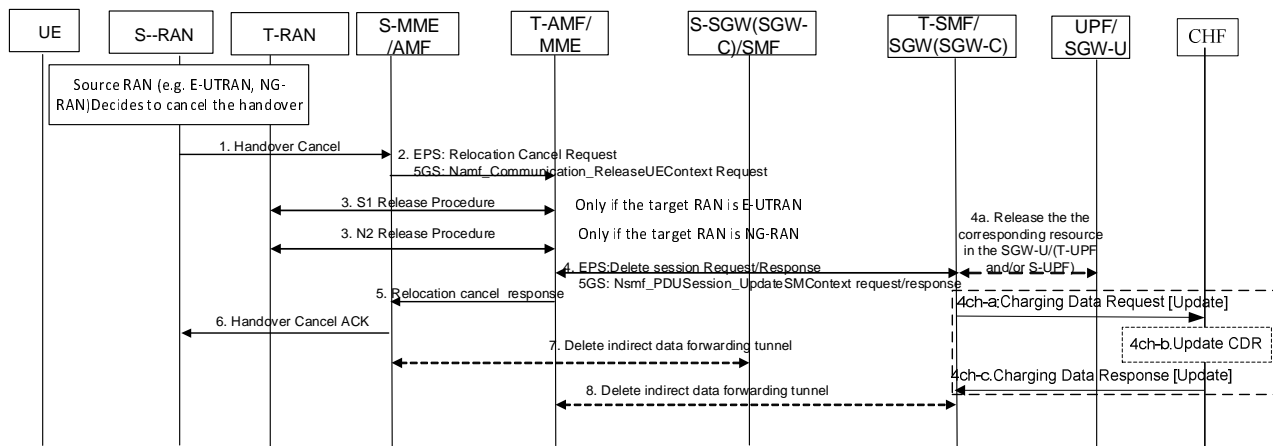 UE
S--RAN
T-RAN
S-MME
/AMF
T-AMF/
MME
S-SGW(SGW-
C)/SMF
T-SMF/
SGW(SGW-C)
UPF/
SGW-U
CHF
Source RAN (e.g. E-UTRAN, NG-
RAN)Decides to cancel the handover
1. Handover Cancel
2. EPS: Relocation Cancel Request
5GS: Namf_Communication_ReleaseUEContext Request
3. S1 Release Procedure
Only if the target RAN is E-UTRAN
3. N2 Release Procedure
Only if the target RAN is NG-RAN
4a. Release the the
corresponding resource
in the SGW-U/(T-UPF
and/or S-UPF)
4. EPS:Delete session Request/Response
5GS: Nsmf_PDUSession_UpdateSMContext request/response
5. Relocation cancel response
4ch-a:Charging Data Request [Update]
6. Handover Cancel ACK
4ch-b.Update CDR
7. Delete indirect data forwarding tunnel
4ch-c.Charging Data Response [Update]
8. Delete indirect data forwarding tunnel